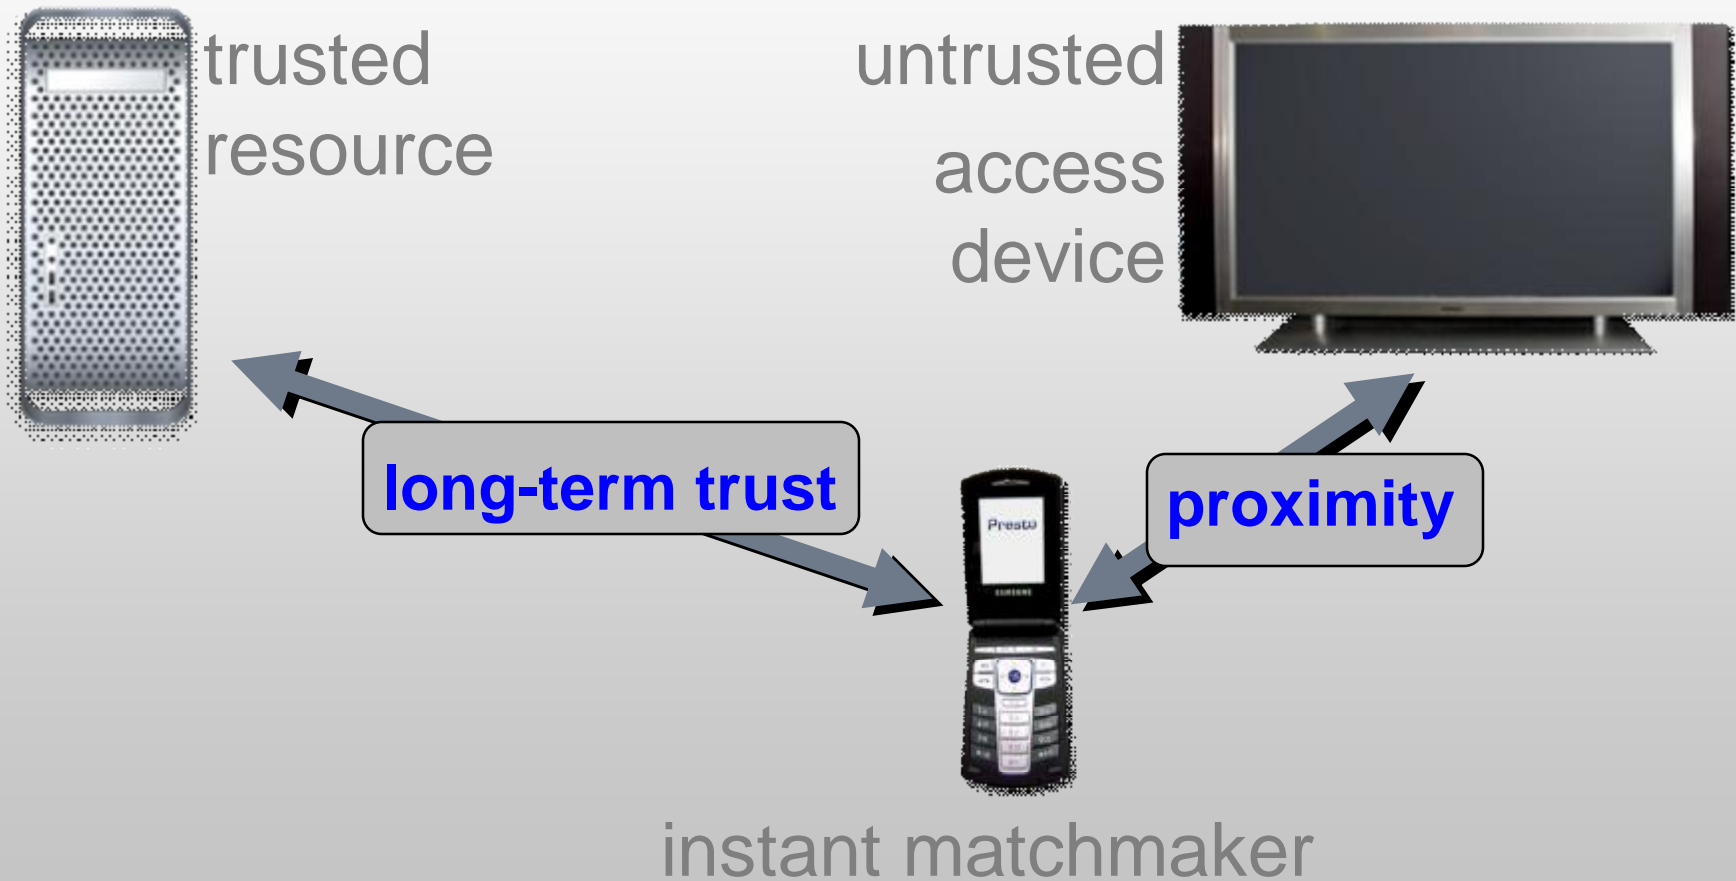 trusted
resource
untrusted
access
device
long-term trust
proximity
Presto
SAMSUNG
instant matchmaker